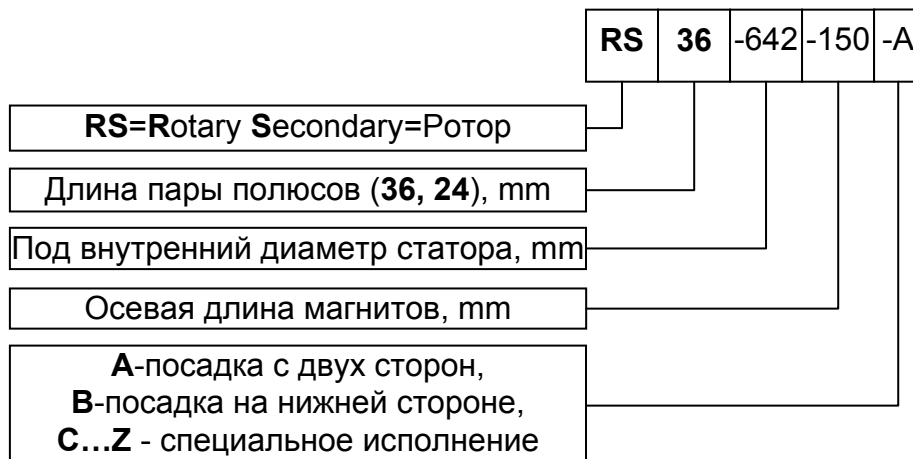 RS 36 -642 -150 -A
RS=Rotary Secondary=Ротор
Длина пары полюсов (36, 24), mm
Под внутренний диаметр статора, mm
Осевая длина магнитов, mm
A-посадка с двух сторон,
B-посадка на нижней стороне,
C…Z - специальное исполнение